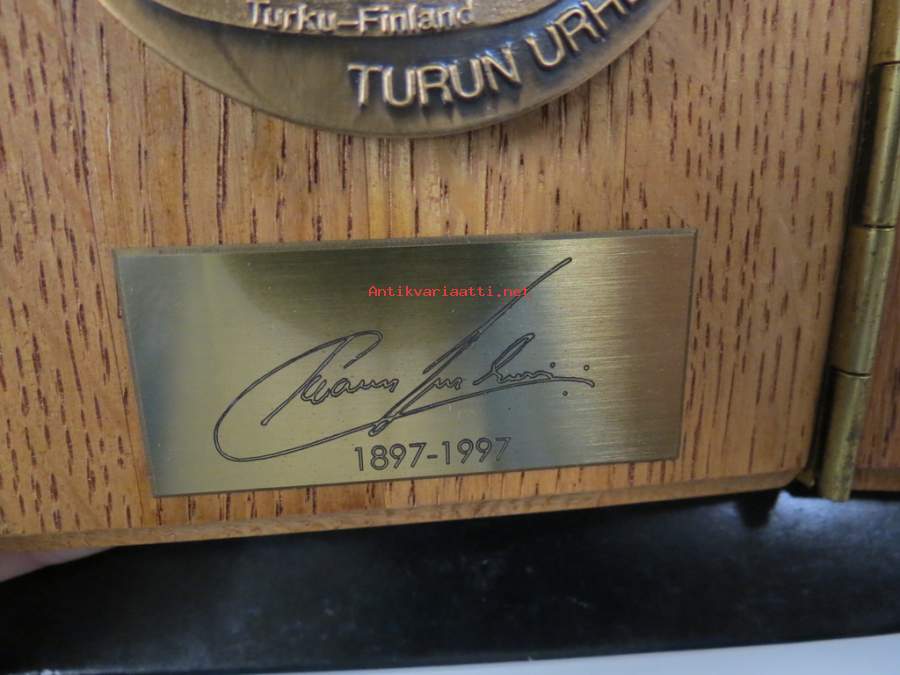 Turku–Finland
TURUN URH
Antikvariaatti.net
1897-1997